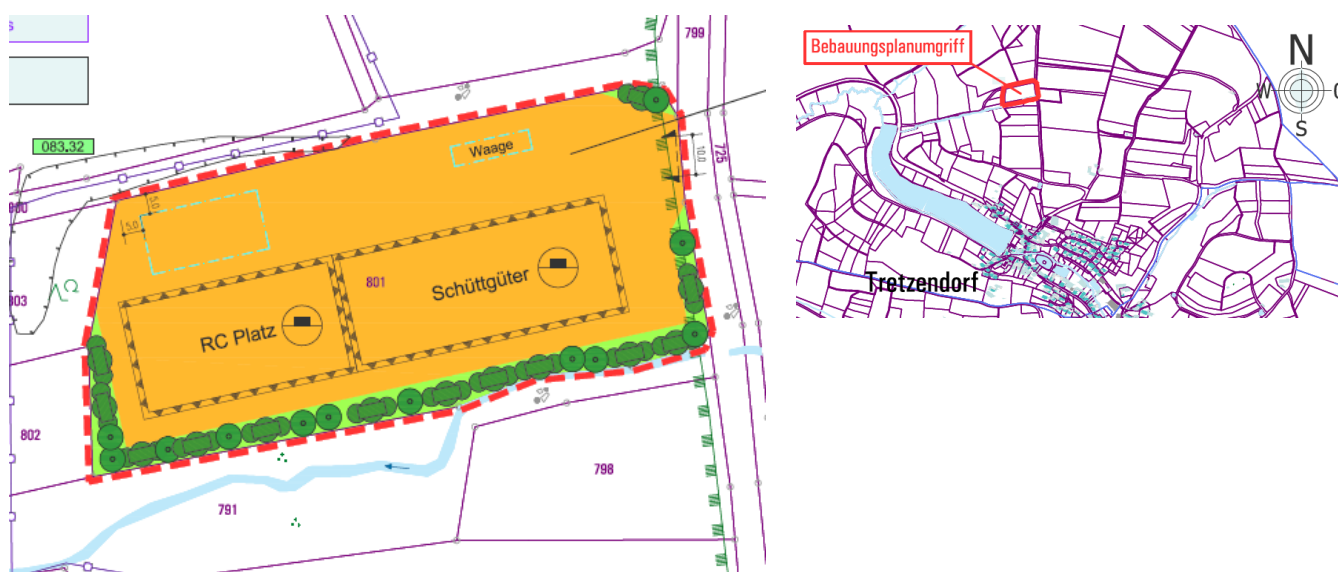 s
799
083.32
Waage
10.0
725
800
5.0
5.0
801
Schüttgüter
803
RC Platz
802
798
791
Bebauungsplanumgriff
N
W
O
S
Tretzendorf